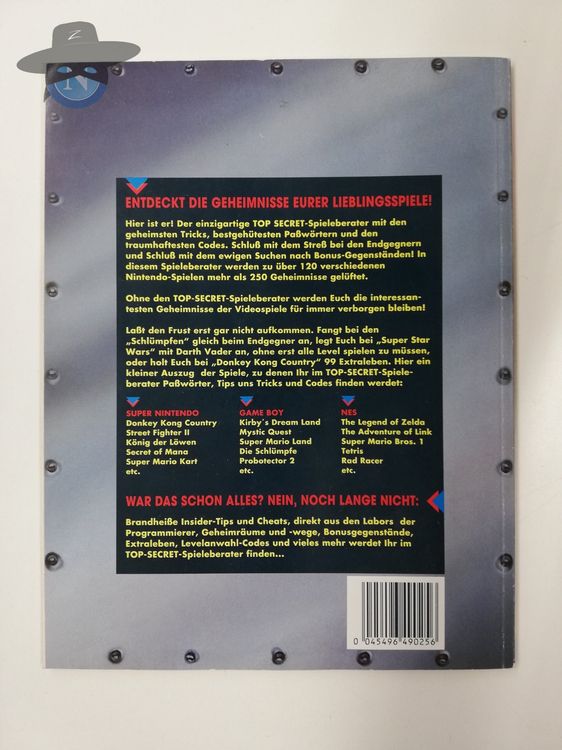 Z
N
ENTDECKT DIE GEHEIMNISSE EURER LIEBLINGSSPIELE!
Hier ist er! Der einzigartige TOP SECRET-Spieleberater mit den
geheimsten Tricks, bestgehütesten Paßwörtern und den
traumhaftesten Codes. Schluß mit dem Streß bei den Endgegnern
und Schluß mit dem ewigen Suchen nach Bonus-Gegenständen! In
diesem Spieleberater werden zu über 120 verschiedenen
Nintendo-Spielen mehr als 250 Geheimnisse gelüftet.
Ohne den TOP-SECRET-Spieleberater werden Euch die interessan-
testen Geheimnisse der Videospiele für immer verborgen bleiben!
Laßt den Frust erst gar nicht aufkommen. Fangt bei den
„Schlümpfen" gleich beim Endgegner an, legt Euch bei „Super Star
Wars" mit Darth Vader an, ohne erst alle Level spielen zu müssen,
oder holt Euch bei „Donkey Kong Country" 99 Extraleben. Hier ein
kleiner Auszug der Spiele, zu denen Ihr im TOP-SECRET-Spiele-
berater Paßwörter, Tips uns Tricks und Codes finden werdet:
SUPER NINTENDO
Donkey Kong Country
Street Fighter II
König der Löwen
Secret of Mana
Super Mario Kart
etc.
GAME BOY
Kirby's Dream Land
Mystic Quest
Super Mario Land
Die Schlümpfe
Probotector 2
etc.
NES
The Legend of Zelda
The Adventure of Link
Super Mario Bros. 1
Tetris
Rad Racer
etc.
WAR DAS SCHON ALLES? NEIN, NOCH LANGE NICHT:
Brandheiße Insider-Tips und Cheats, direkt aus den Labors der
Programmierer, Geheimräume und -wege, Bonusgegenstände,
Extraleben, Levelanwahl-Codes und vieles mehr werdet Ihr im
TOP-SECRET-Spieleberater finden...
0 045496 490256